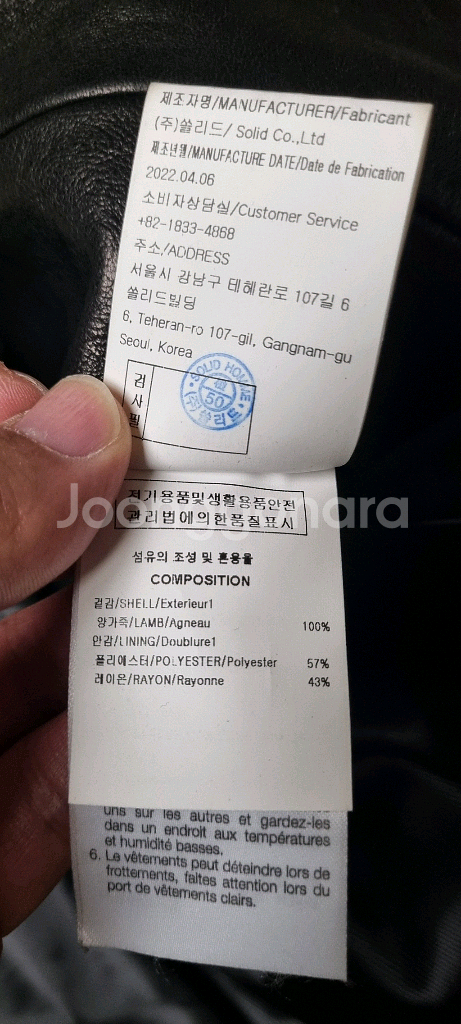 제조자명/MANUFACTURER/Fabricant
(주)쏠리드/ Solid Co.,Ltd
제조년월/MANUFACTURE DATE/Date de Fabrication
2022.04.06
소비자상담실/Customer Service
+82-1833-4868
주소/ADDRESS
서울시 강남구 테헤란로 107길 6
쏠리드빌딩
6, Teheran-ro 107-gil, Gangnam-gu
Seoul, Korea
검사필
SOLID HOMME
50
(주)쏠리드
전기용품및생활용품안전
관리법에의한품질표시
섬유의 조성 및 혼용율
COMPOSITION
겉감/SHELL/Exterieur1
양가죽/LAMB/Agneau 100%
안감/LINING/Doublure1
폴리에스터/POLYESTER/Polyester 57%
레이온/RAYON/Rayonne 43%
uns sur les autres et gardez-les
dans un endroit aux températures
et humidité basses.
6. Le vêtements peut déteindre lors de
frottements, faites attention lors du
port de vêtements clairs.